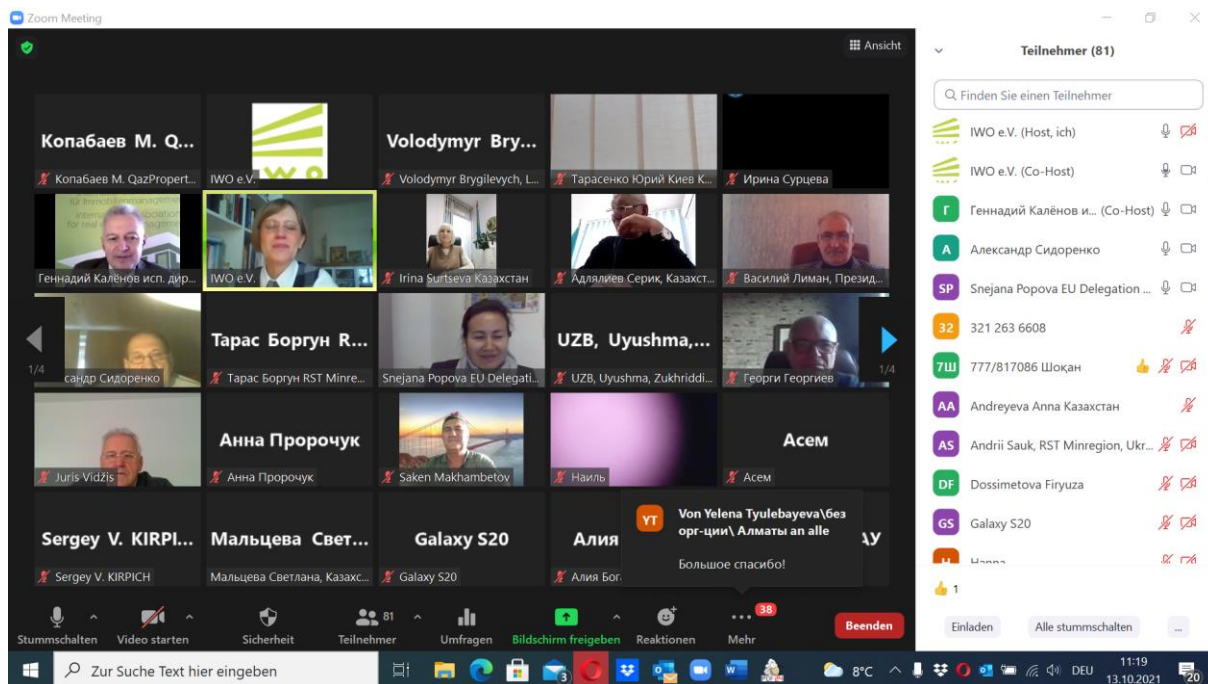 Zoom Meeting
Ansicht
Копабаев М. Q...
Копабаев М. QazPropert...
IWO e.V.
Volodymyr Bry...
Volodymyr Brygilevych, L...
Тарасенко Юрий Киев К...
Ирина Сурцева
für Immobilienmanagement
Геннадий Калёнов исп. дир...
IWO e.V.
Irina Surtseva Казахстан
Адлялиев Серик, Казахст...
Василий Лиман, Презид...
1/4
сандр Сидоренко
Тарас Боргун R...
Тарас Боргун RST Minre...
Snejana Popova EU Delegati...
UZB, Uyushma,...
UZB, Uyushma, Zukhriddi...
Георги Георгиев
1/4
Juris Vidžis
Анна Пророчук
Анна Пророчук
Saken Makhambetov
Наиль
Асем
Асем
Sergey V. KIRPI...
Sergey V. KIRPICH
Мальцева Свет...
Мальцева Светлана, Казахс...
Galaxy S20
Galaxy S20
Алия
Алия Бог
YT
Von Yelena Tyulebayeva\без
орг-ции\ Алматы an alle
Большое спасибо!
Stummschalten
Video starten
Sicherheit
81
Teilnehmer
Umfragen
Bildschirm freigeben
Reaktionen
38
Mehr
Beenden
Teilnehmer (81)
Finden Sie einen Teilnehmer
IWO e.V. (Host, ich)
IWO e.V. (Co-Host)
Г Геннадий Калёнов и... (Co-Host)
А Александр Сидоренко
SP Snejana Popova EU Delegation ...
32 321 263 6608
7Ш 777/817086 Шоқан
AA Andreyeva Anna Казахстан
AS Andrii Sauk, RST Minregion, Ukr...
DF Dossimetova Firyuza
GS Galaxy S20
Hanna
1
Einladen
Alle stummschalten
...
Zur Suche Text hier eingeben
3
8°C
DEU
11:19
13.10.2021
20